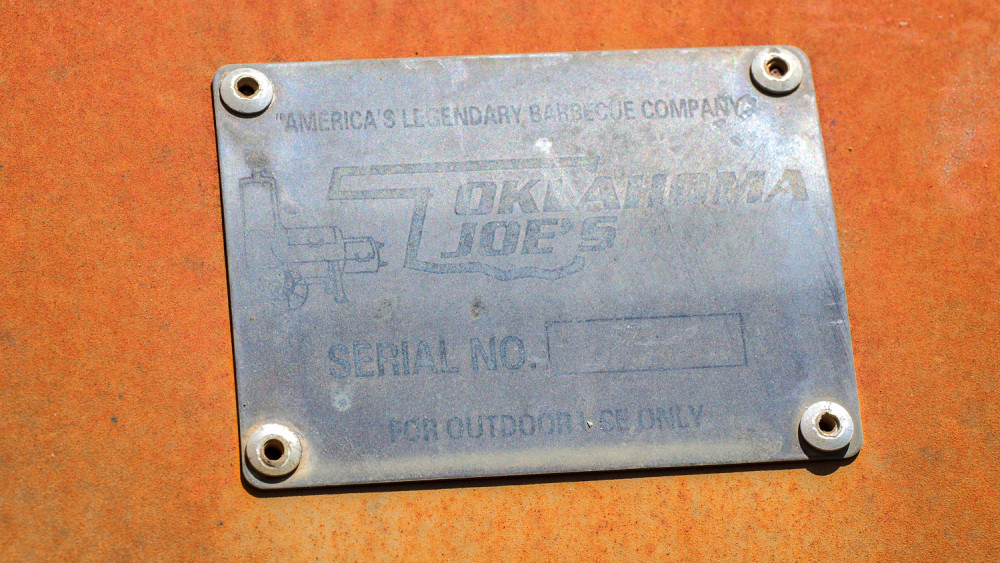 "AMERICA'S LEGENDARY BARBECUE COMPANY"
OKLAHOMA
JOE'S
SERIAL NO.
FOR OUTDOOR USE ONLY